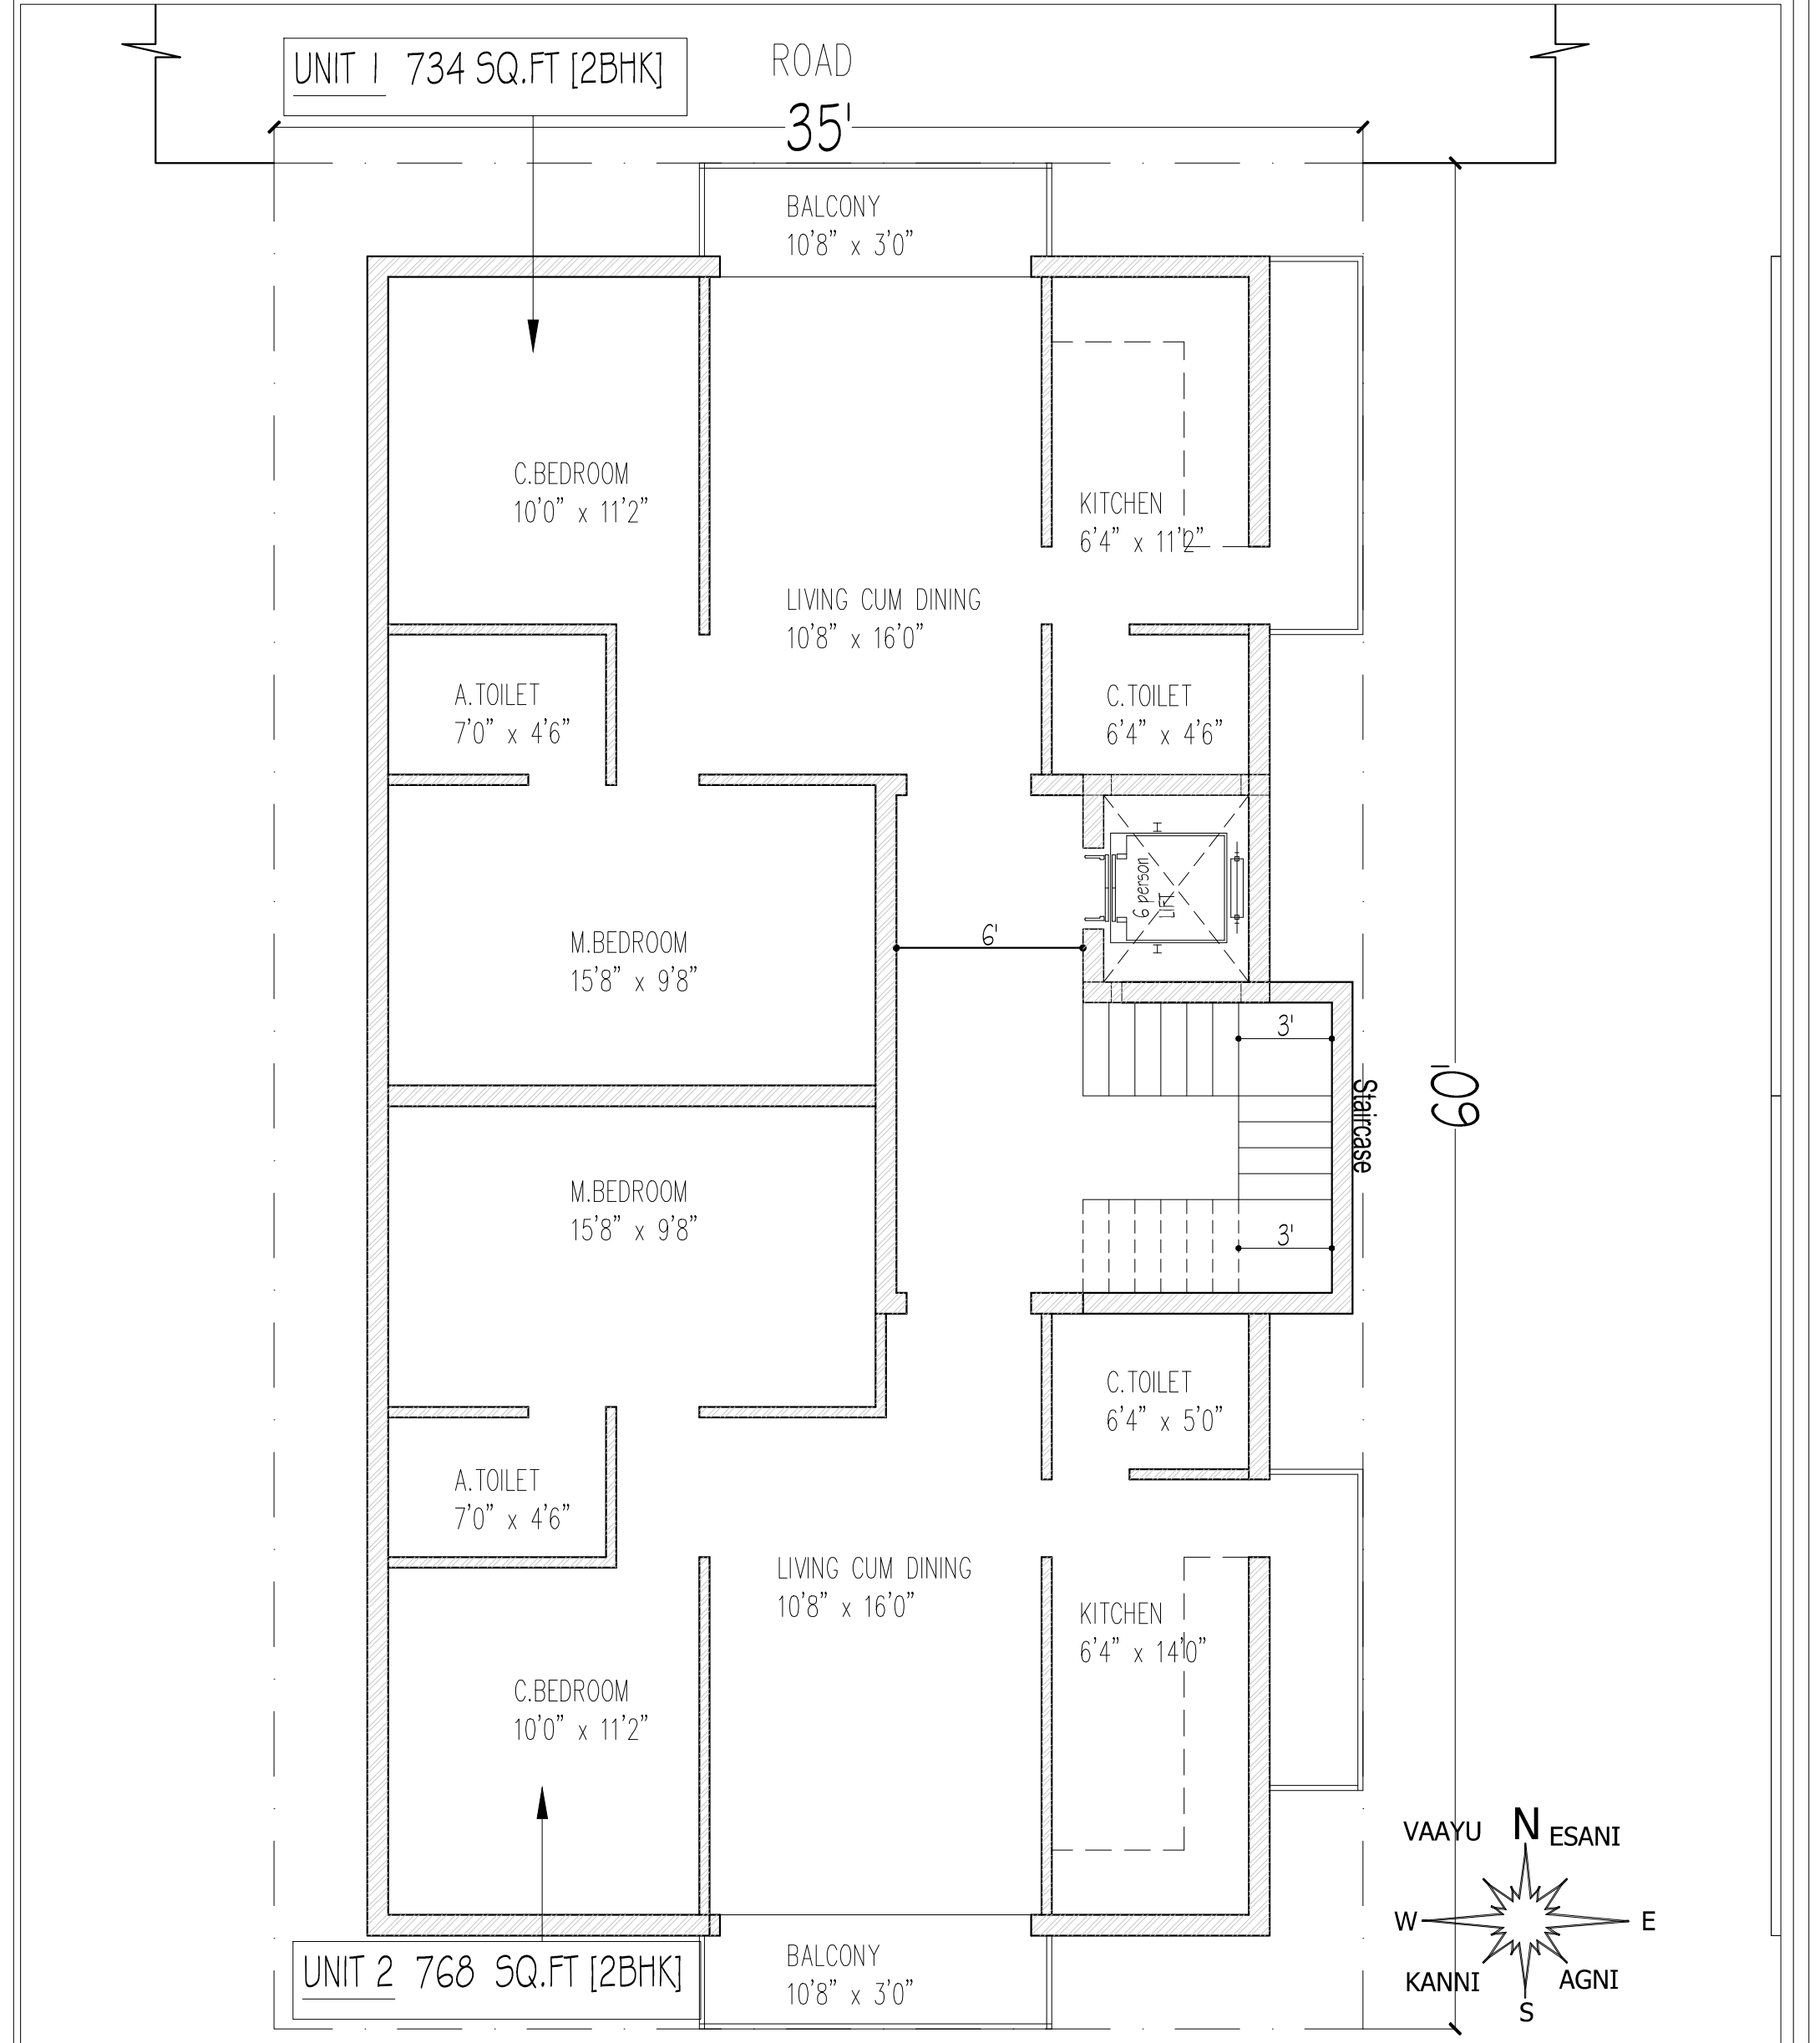 UNIT 1 734 SQ.FT [2BHK]
ROAD
35'
BALCONY
10'8" x 3'0"
C.BEDROOM
10'0" x 11'2"
KITCHEN
6'4" x 11'2"
LIVING CUM DINING
10'8" x 16'0"
A.TOILET
7'0" x 4'6"
C.TOILET
6'4" x 4'6"
6 person
LIFT
6'
M.BEDROOM
15'8" x 9'8"
3'
60'
Staircase
M.BEDROOM
15'8" x 9'8"
3'
C.TOILET
6'4" x 5'0"
A.TOILET
7'0" x 4'6"
LIVING CUM DINING
10'8" x 16'0"
KITCHEN
6'4" x 14'0"
C.BEDROOM
10'0" x 11'2"
VAAYU N ESANI
W E
KANNI AGNI
S
UNIT 2 768 SQ.FT [2BHK]
BALCONY
10'8" x 3'0"